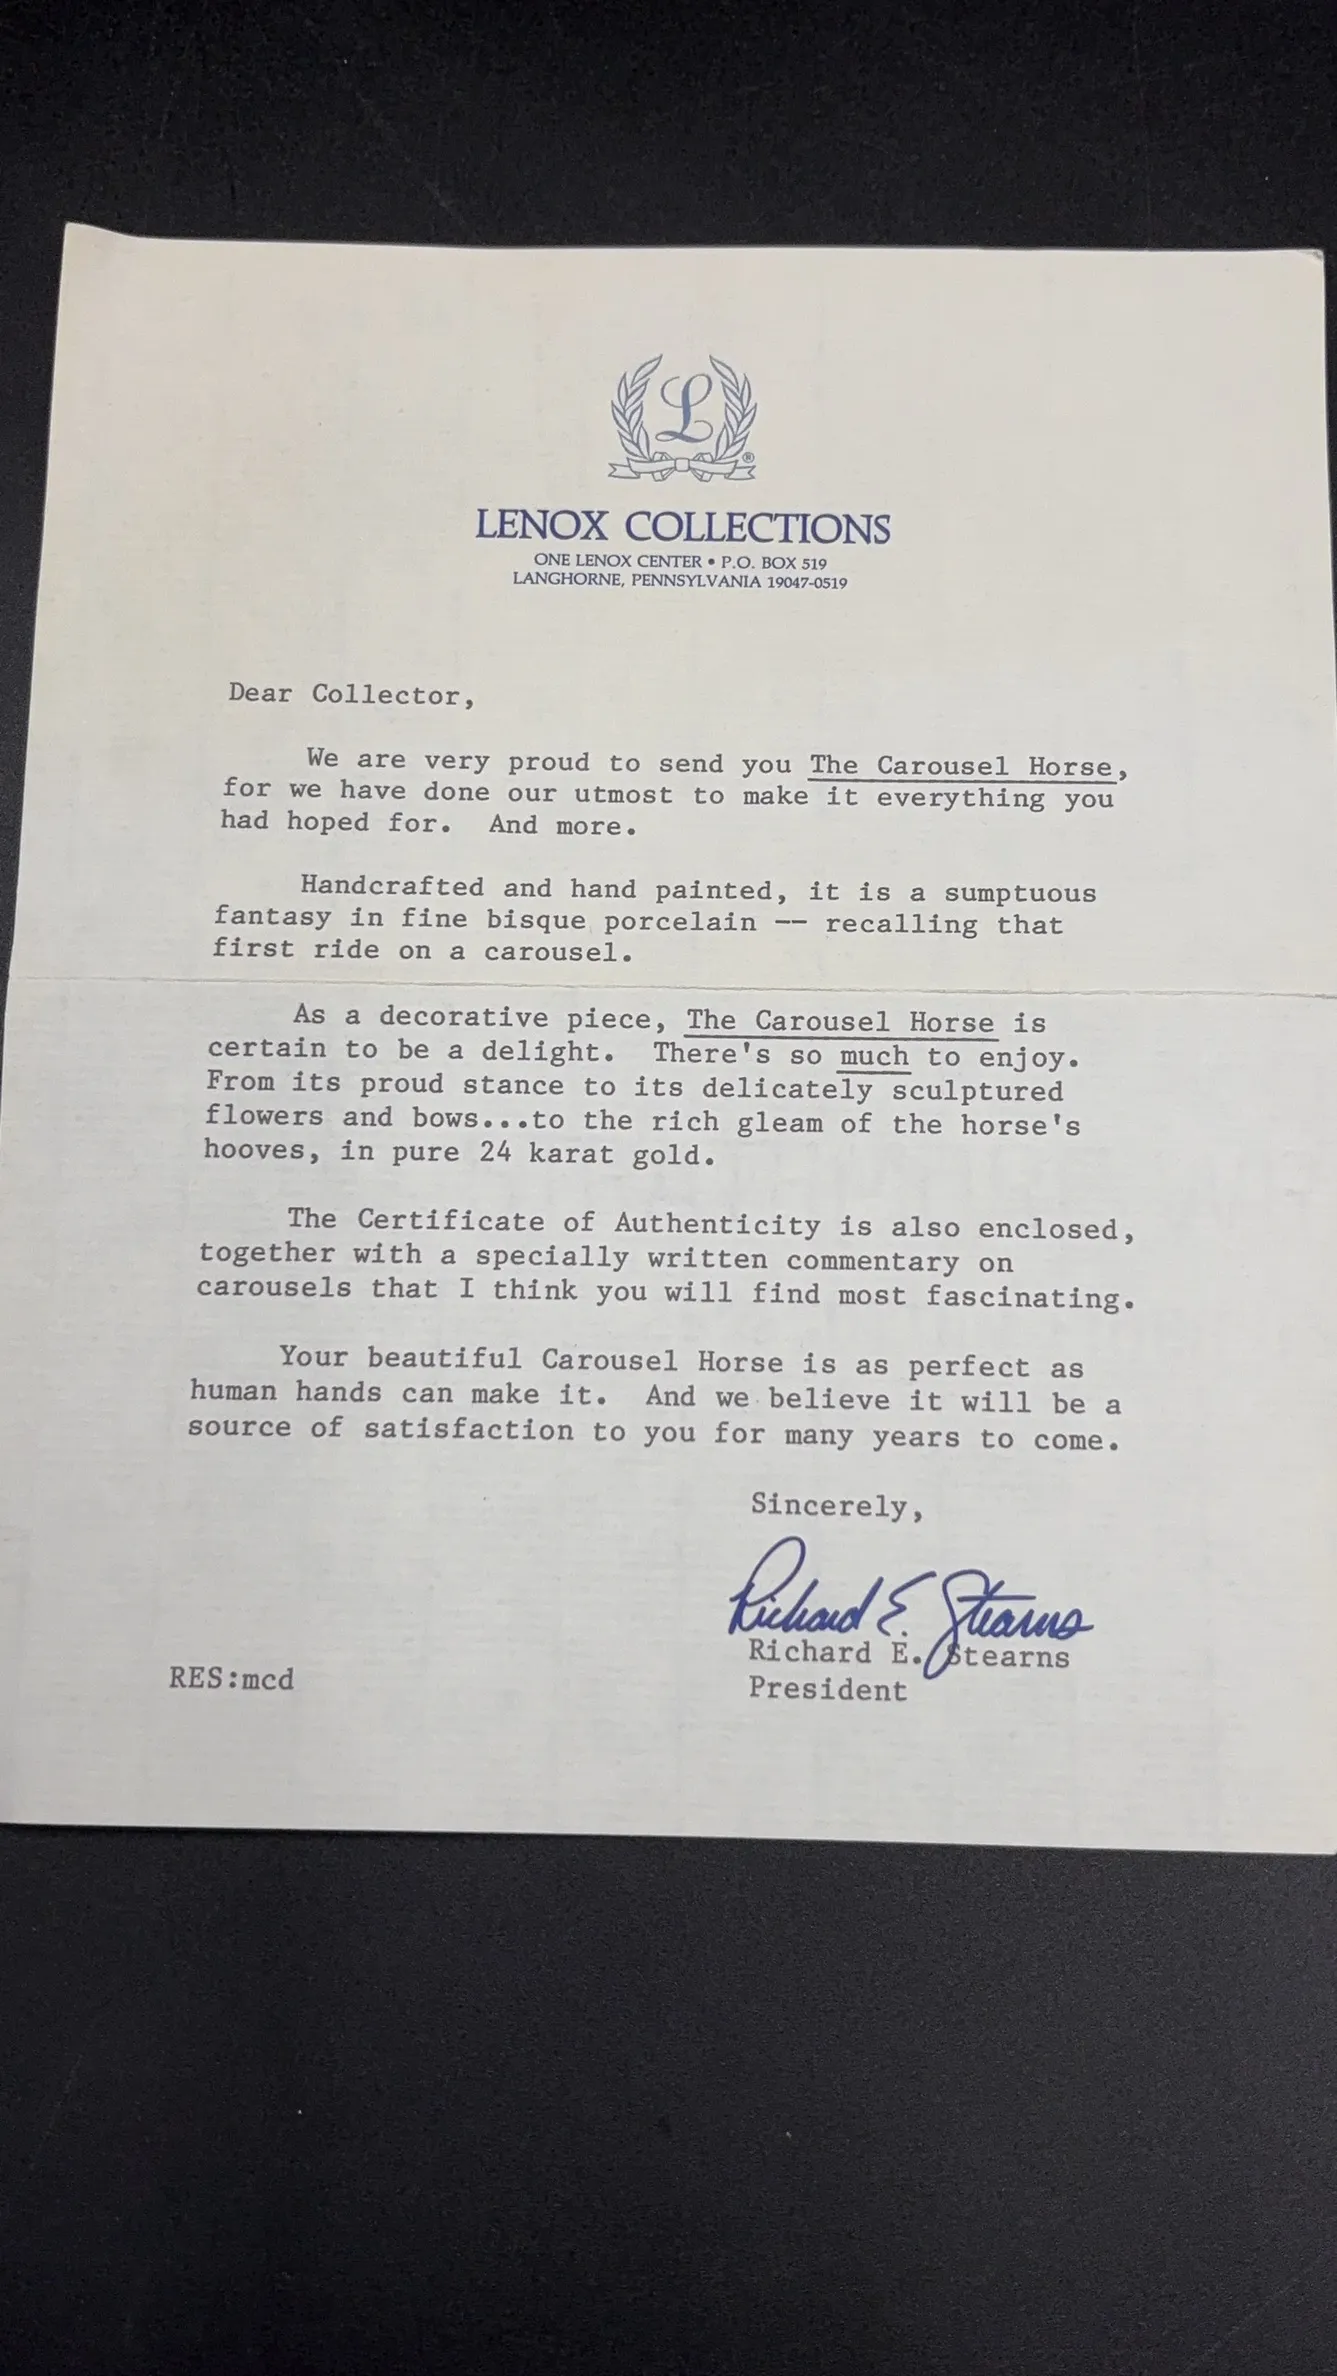 L
®
LENOX COLLECTIONS
ONE LENOX CENTER • P.O. BOX 519
LANGHORNE, PENNSYLVANIA 19047-0519
Dear Collector,
We are very proud to send you The Carousel Horse,
for we have done our utmost to make it everything you
had hoped for. And more.
Handcrafted and hand painted, it is a sumptuous
fantasy in fine bisque porcelain -- recalling that
first ride on a carousel.
As a decorative piece, The Carousel Horse is
certain to be a delight. There's so much to enjoy.
From its proud stance to its delicately sculptured
flowers and bows...to the rich gleam of the horse's
hooves, in pure 24 karat gold.
The Certificate of Authenticity is also enclosed,
together with a specially written commentary on
carousels that I think you will find most fascinating.
Your beautiful Carousel Horse is as perfect as
human hands can make it. And we believe it will be a
source of satisfaction to you for many years to come.
Sincerely,
Richard E. Stearns
Richard E. Stearns
President
RES:mcd